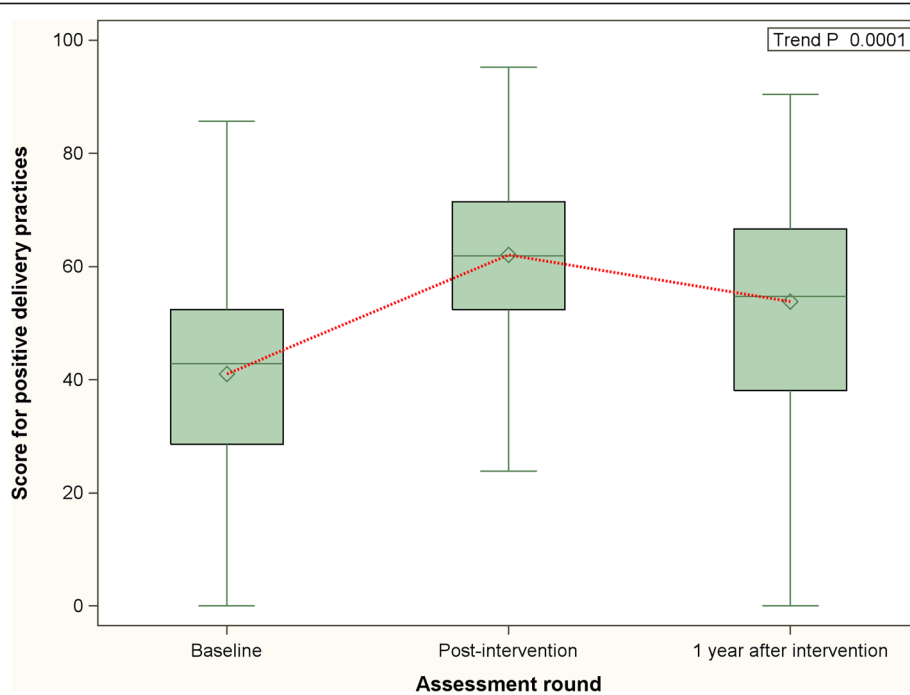 Trend P 0.0001
100
80
60
40
20
0
Score for positive delivery practices
Baseline
Post-intervention
1 year after intervention
Assessment round